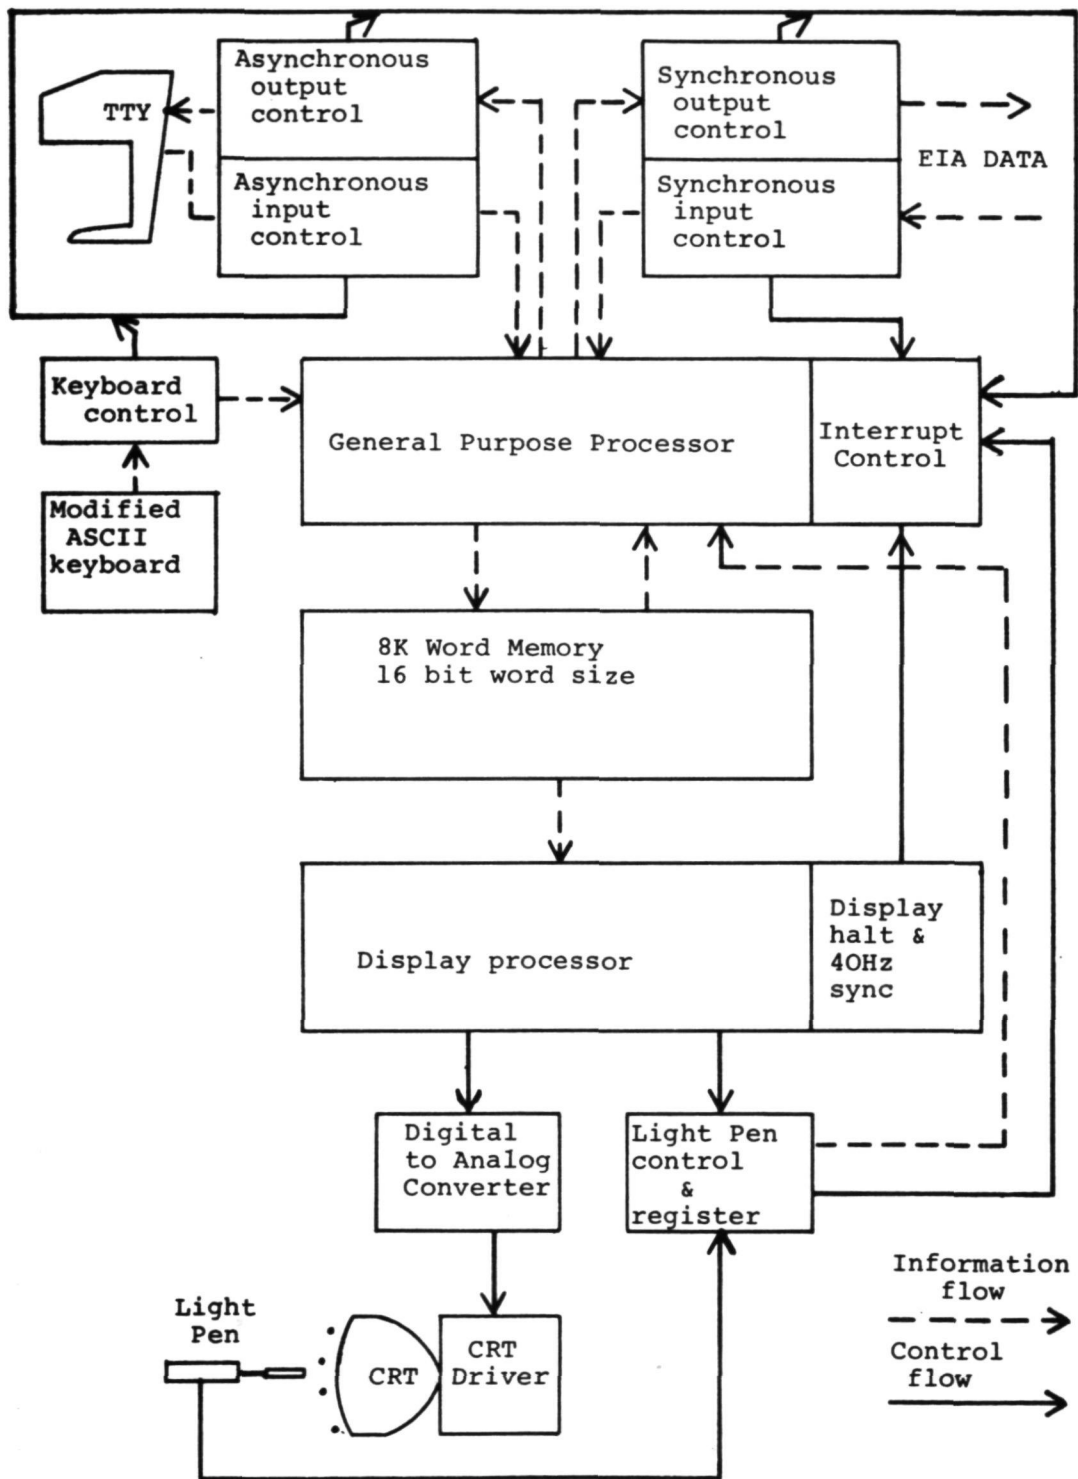 Asynchronous
output
control
TTY
Asynchronous
input
control
Synchronous
output
control
EIA DATA
Synchronous
input
control
Keyboard
control
General Purpose Processor
Interrupt
Control
Modified
ASCII
keyboard
8K Word Memory
16 bit word size
Display processor
Display
halt &
40Hz
sync
Digital
to Analog
Converter
Light Pen
control
&
register
Light
Pen
CRT
CRT
Driver
Information
flow
Control
flow